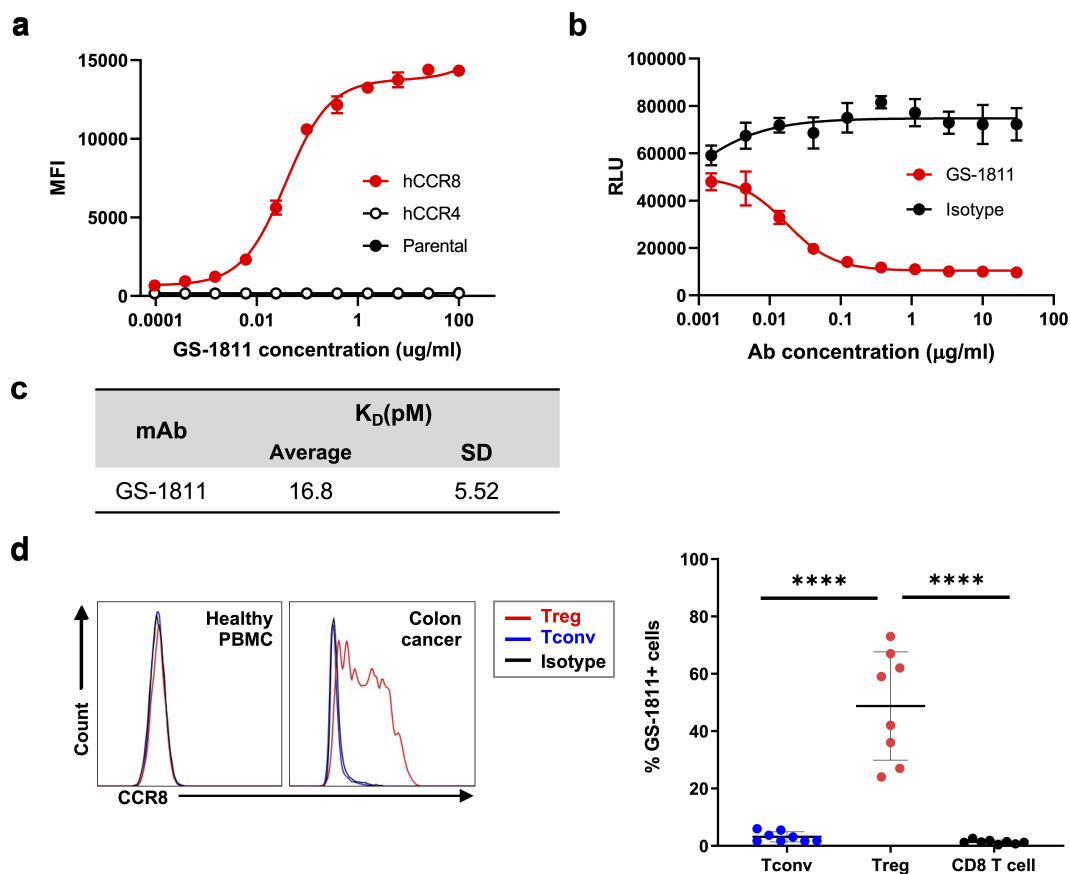 a
15000
10000
5000
0
MFI
0.0001
0.01
1
100
GS-1811 concentration (ug/ml)
hCCR8
hCCR4
Parental
b
100000
80000
60000
40000
20000
0
RLU
0.001
0.01
0.1
1
10
100
Ab concentration (μg/ml)
GS-1811
Isotype
c
mAb
KD(pM)
Average
SD
GS-1811
16.8
5.52
d
Count
Healthy
PBMC
Colon
cancer
CCR8
Treg
Tconv
Isotype
100
80
60
40
20
0
% GS-1811+ cells
****
****
Tconv
Treg
CD8 T cell